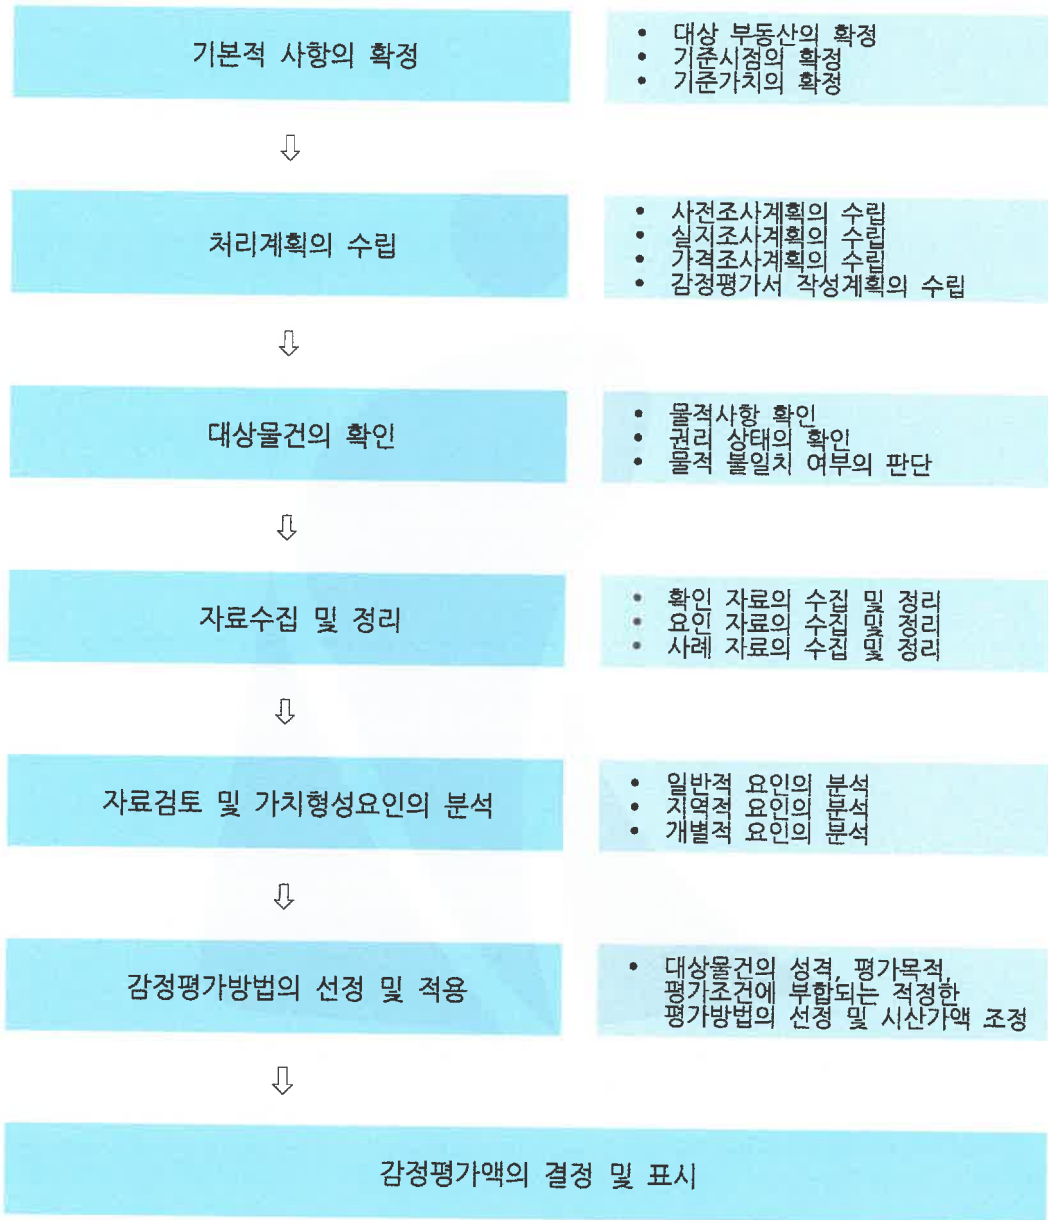 기본적 사항의 확정
• 대상 부동산의 확정
• 기준시점의 확정
• 기준가치의 확정
⇩
처리계획의 수립
• 사전조사계획의 수립
• 실지조사계획의 수립
• 가격조사계획의 수립
• 감정평가서 작성계획의 수립
⇩
대상물건의 확인
• 물적사항 확인
• 권리 상태의 확인
• 물적 불일치 여부의 판단
⇩
자료수집 및 정리
• 확인 자료의 수집 및 정리
• 요인 자료의 수집 및 정리
• 사례 자료의 수집 및 정리
⇩
자료검토 및 가치형성요인의 분석
• 일반적 요인의 분석
• 지역적 요인의 분석
• 개별적 요인의 분석
⇩
감정평가방법의 선정 및 적용
• 대상물건의 성격, 평가목적,
평가조건에 부합되는 적정한
평가방법의 선정 및 시산가액 조정
⇩
감정평가액의 결정 및 표시